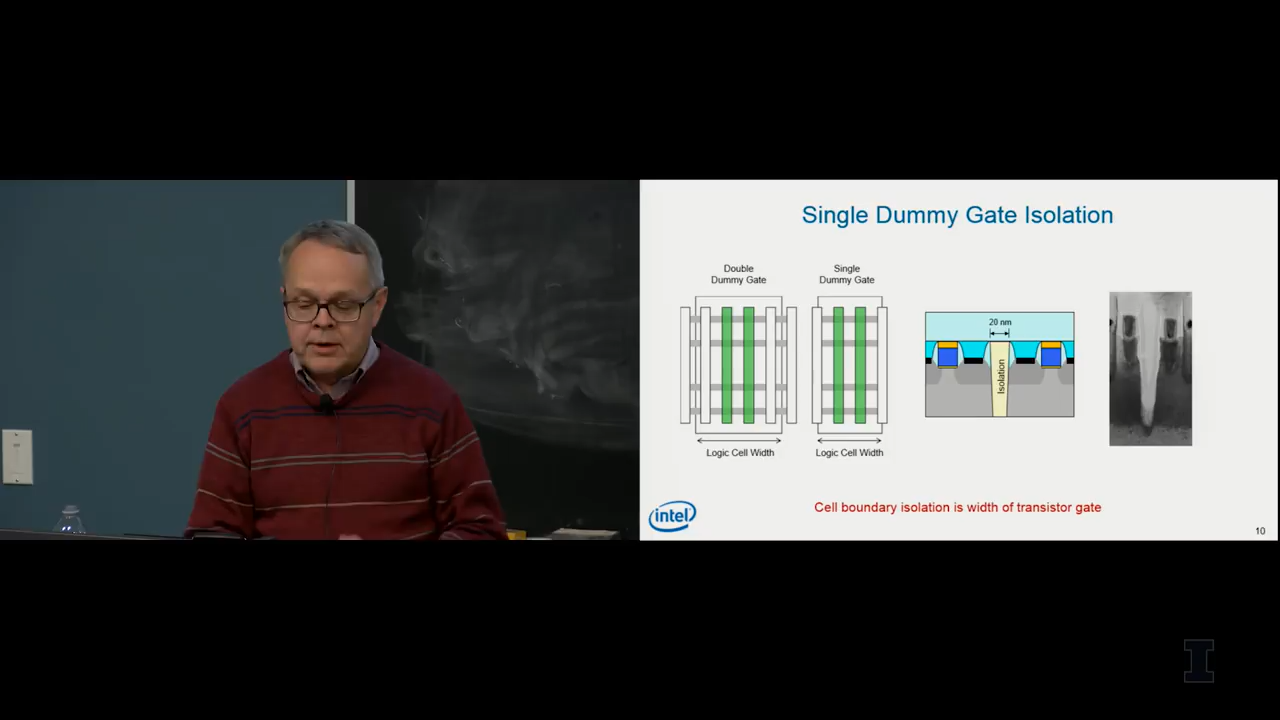 Single Dummy Gate Isolation
Double
Dummy Gate
Single
Dummy Gate
20 nm
Isolation
Logic Cell Width
Logic Cell Width
Cell boundary isolation is width of transistor gate
intel
10
I